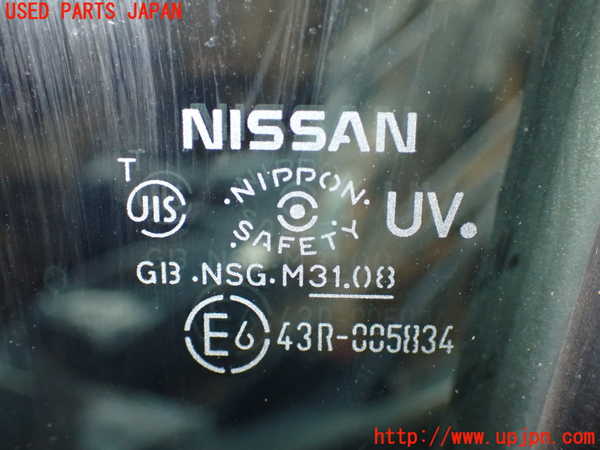 USED PARTS JAPAN
NISSAN
T
JIS
·NIPPON·
·SAFETY
UV.
GB .NSG.M31.08
E6 43R-005834
http://www.upjpn.com/